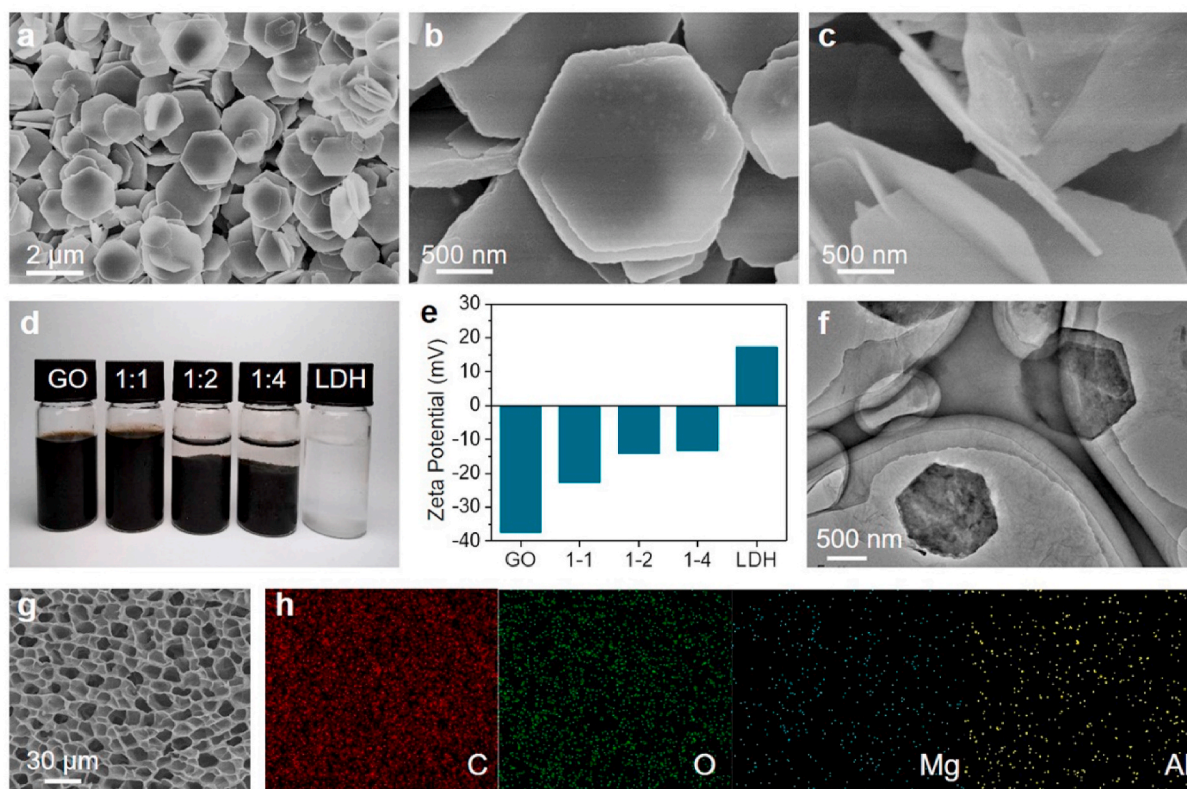 a
2 μm
b
500 nm
c
500 nm
d
GO 1:1 1:2 1:4 LDH
e
Zeta Potential (mV)
30
20
10
0
-10
-20
-30
-40
GO 1-1 1-2 1-4 LDH
f
500 nm
g
30 μm
h
C
O
Mg
Al